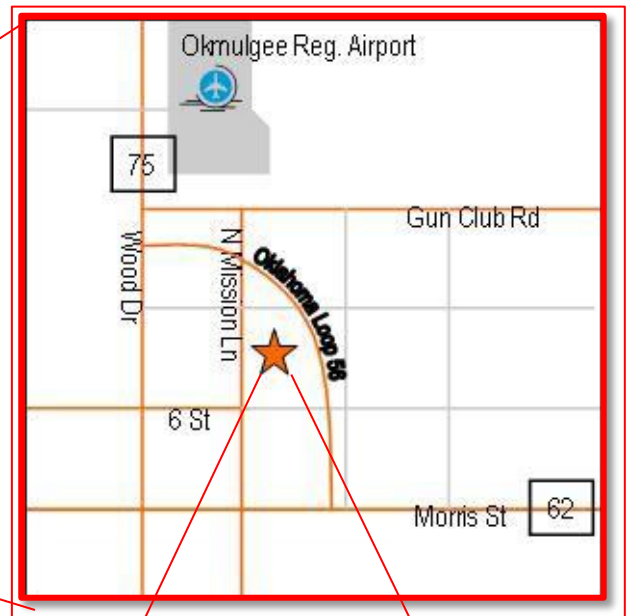 Okmulgee Reg. Airport
75
Gun Club Rd
Wood Dr
N Mission Ln
Oklahoma Loop 56
6 St
Morris St
62